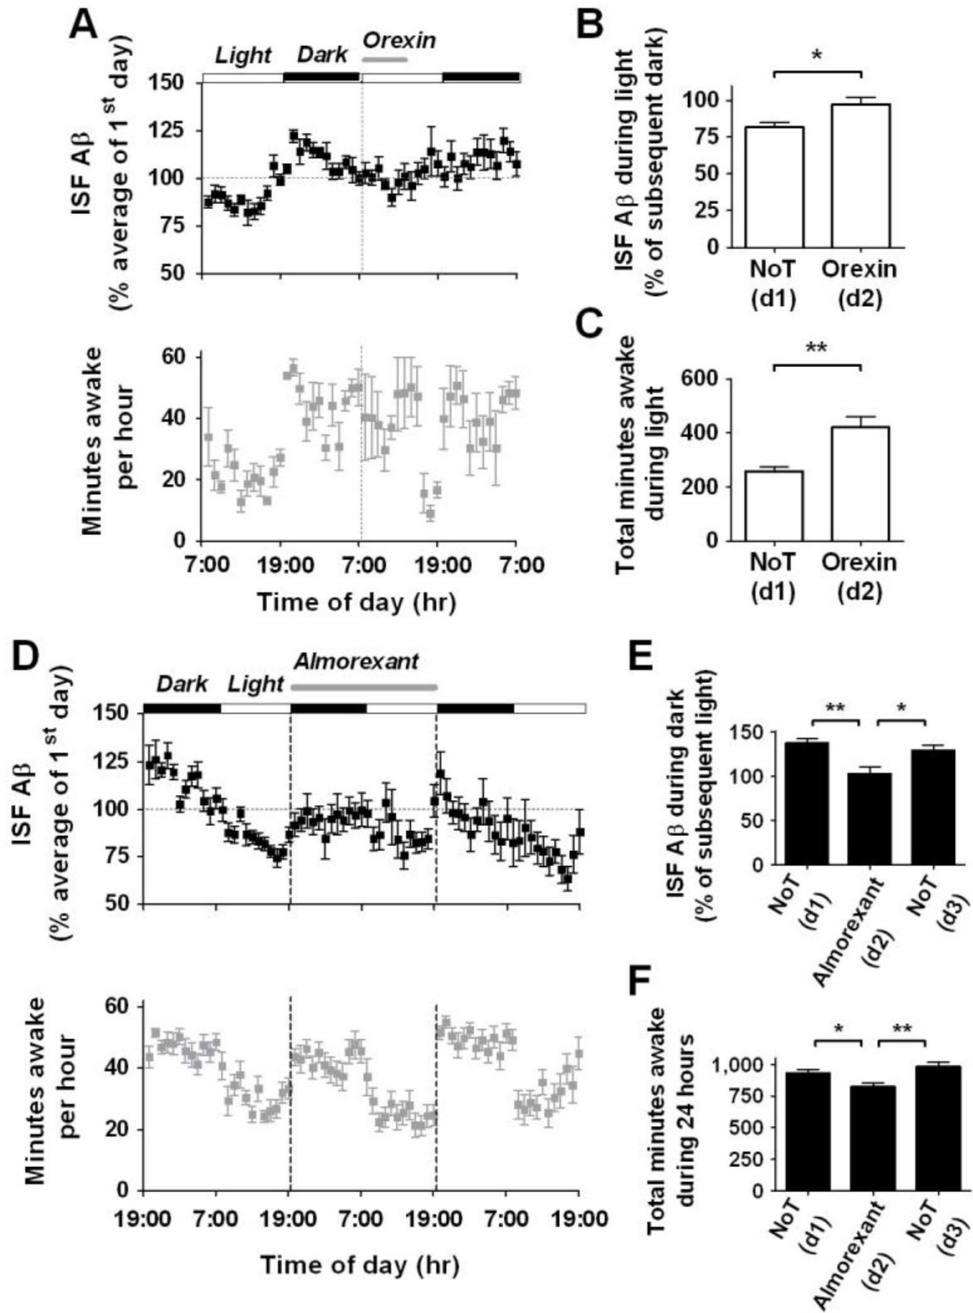 A
Light Dark Orexin
ISF Aβ
(% average of 1 st day)
150
125
100
75
50
Minutes awake
per hour
60
40
20
0
7:00 19:00 7:00 19:00 7:00
Time of day (hr)
B
*
ISF Aβ during light
(% of subsequent dark)
100
75
50
25
0
NoT Orexin
(d1) (d2)
C
**
Total minutes awake
during light
600
400
200
0
NoT Orexin
(d1) (d2)
D
Dark Light Almorexant
ISF Aβ
(% average of 1 st day)
150
125
100
75
50
Minutes awake
per hour
60
40
20
0
19:00 7:00 19:00 7:00 19:00 7:00 19:00
Time of day (hr)
E
** *
ISF Aβ during dark
(% of subsequent light)
150
100
50
0
NoT
(d1)
Almorexant
(d2)
NoT
(d3)
F
* **
Total minutes awake
during 24 hours
1,000
750
500
250
0
NoT
(d1)
Almorexant
(d2)
NoT
(d3)